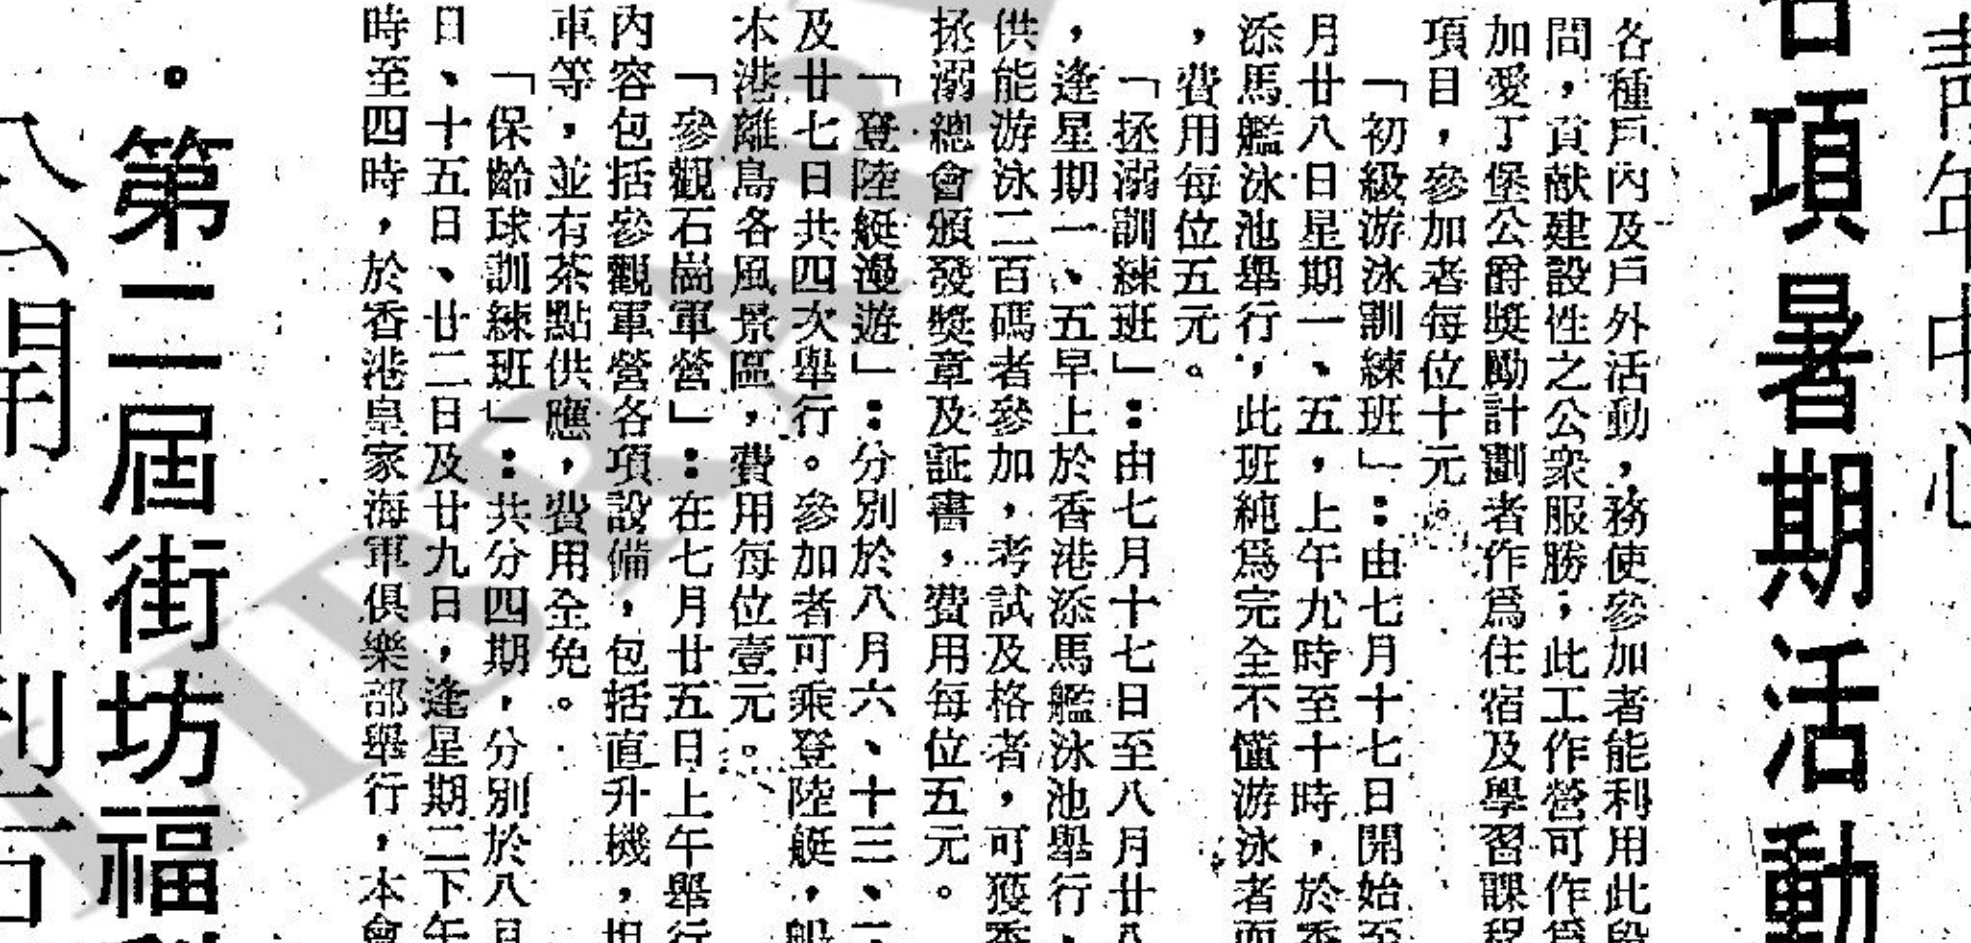 青年中心
各項暑期活動
各種戶內及戶外活動，務使參加者能利用此段
問，貢献建設性之公衆服勝，此工作營可作爲
加愛丁堡公爵獎勵計劃者作爲住宿及學習課程
項目，參加者每位十元。
「初級游泳訓練班」：由七月十七日開始至
月廿八日星期一、五，上午九時至十時，於香
添馬艦泳池舉行，此班純爲完全不懂游泳者而
，費用每位五元。
「拯溺訓練班」：由七月十七日至八月廿八
，逢星期一、五早上於香港添馬艦泳池舉行，
供能游泳二百碼者參加，考試及格者，可獲香
拯溺總會頒發獎章及証書，費用每位五元。
「登陸艇漫遊」：分別於八月六、十三、二
及廿七日共四次舉行。參加者可乘登陸艇，船
本港離島各風景區，費用每位壹元。
「參觀石崗軍營」：在七月廿五日上午舉行
內容包括參觀軍營各項設備，包括直升機，坦
車等，並有茶點供應，費用全免。
「保齡球訓練班」：共分四期，分別於八月
日、十五日、廿二日及廿九日，逢星期二下午
時至四時，於香港皇家海軍俱樂部舉行，本會
．第二屆街坊福利